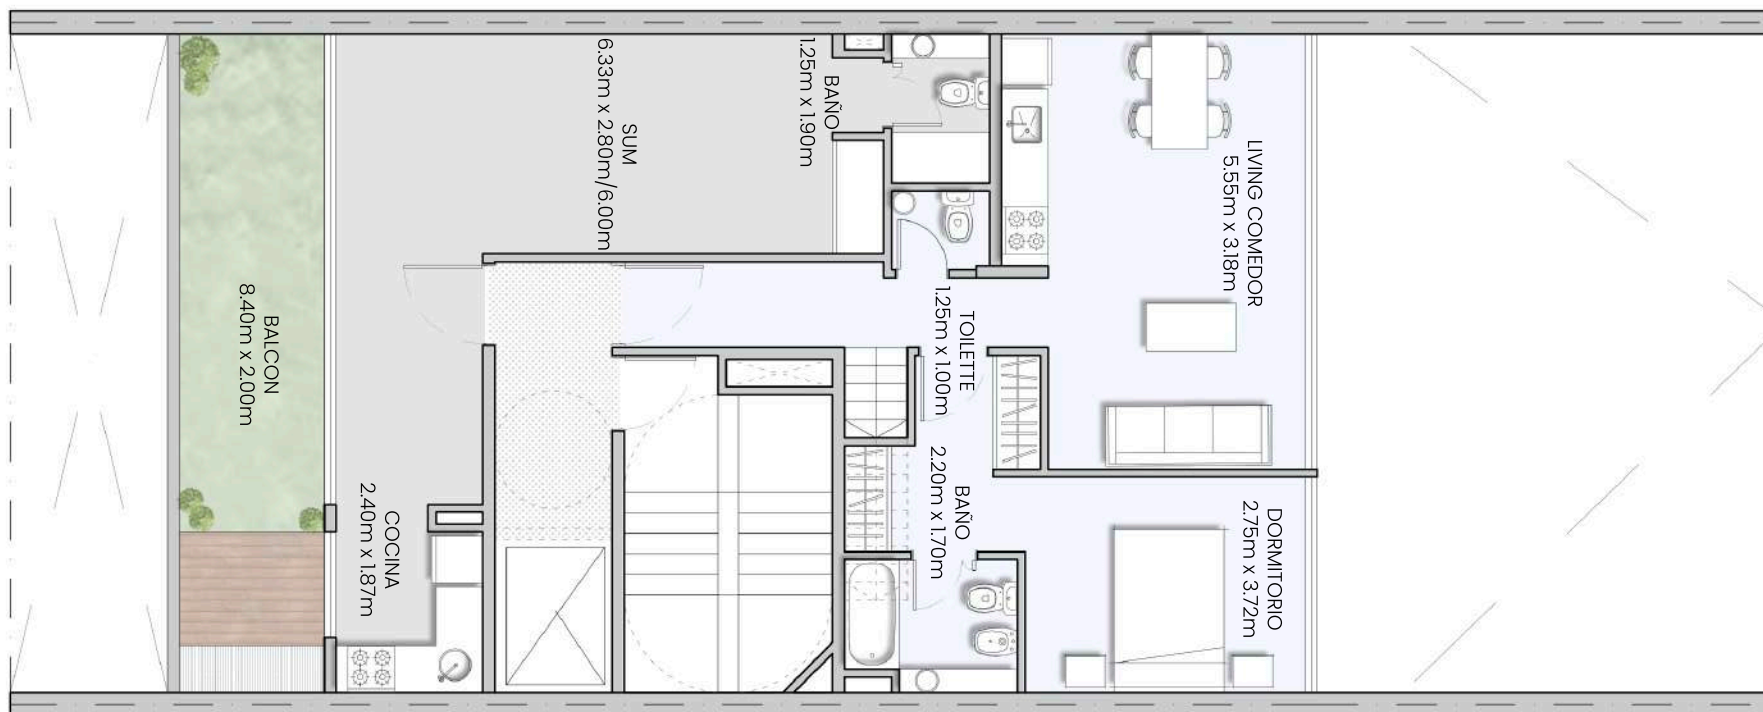 BALCON
8.40m x 2.00m
COCINA
2.40m x 1.87m
SUM
6.33m x 2.80m/6.00m
BAÑO
1.25m x 1.90m
TOILETTE
1.25m x 1.00m
BAÑO
2.20m x 1.70m
LIVING COMEDOR
5.55m x 3.18m
DORMITORIO
2.75m x 3.72m